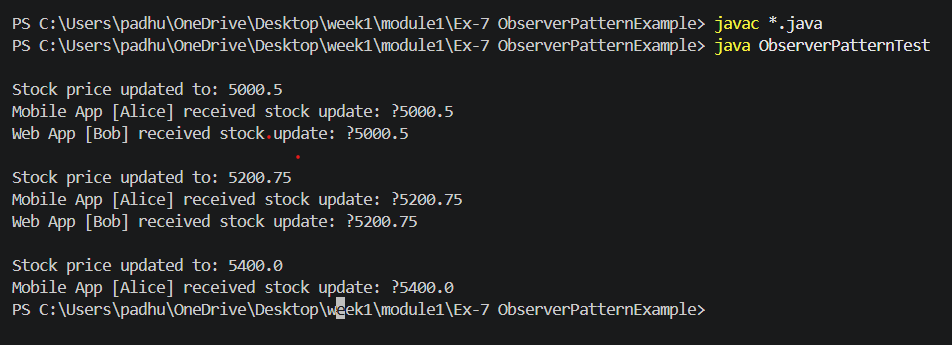 PS C:\Users\padhu\OneDrive\Desktop\week1\module1\Ex-7 ObserverPatternExample> javac *.java
PS C:\Users\padhu\OneDrive\Desktop\week1\module1\Ex-7 ObserverPatternExample> java ObserverPatternTest
Stock price updated to: 5000.5
Mobile App [Alice] received stock update: ?5000.5
Web App [Bob] received stock update: ?5000.5
Stock price updated to: 5200.75
Mobile App [Alice] received stock update: ?5200.75
Web App [Bob] received stock update: ?5200.75
Stock price updated to: 5400.0
Mobile App [Alice] received stock update: ?5400.0
PS C:\Users\padhu\OneDrive\Desktop\week1\module1\Ex-7 ObserverPatternExample>